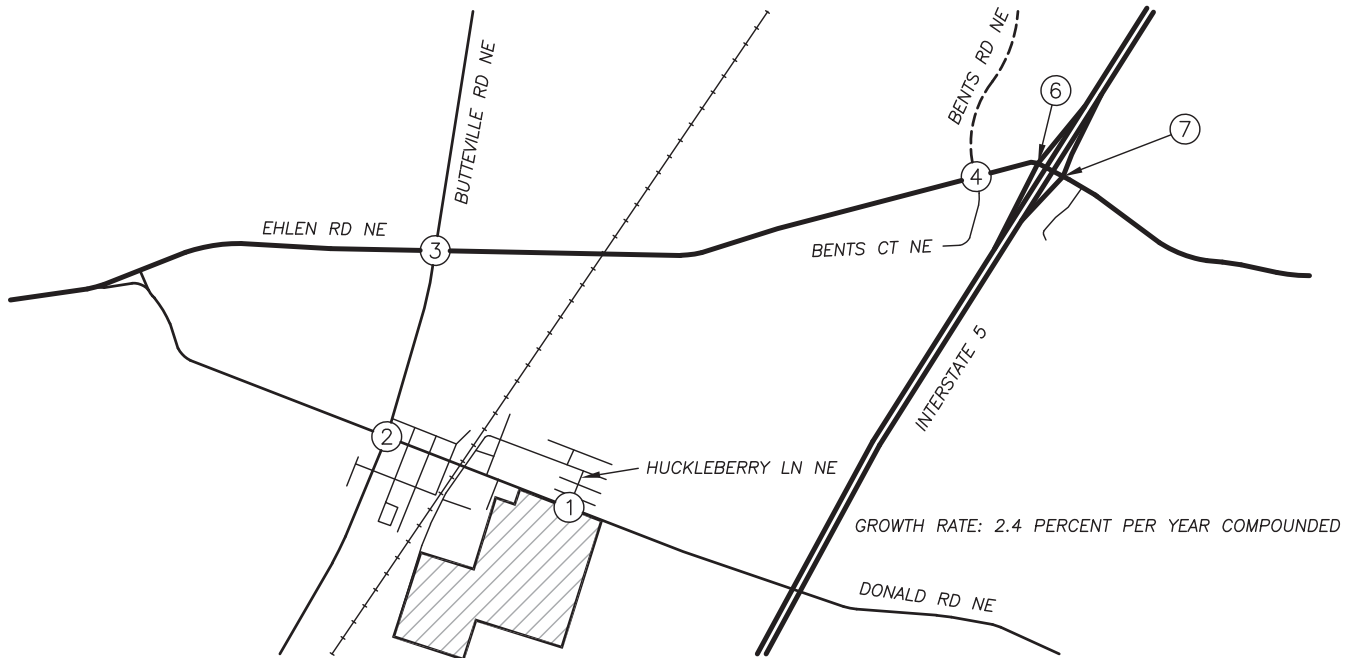 BENTS RD NE
6
BUTTEVILLE RD NE
7
4
EHLEN RD NE
BENTS CT NE
3
INTERSTATE 5
2
HUCKLEBERRY LN NE
1
GROWTH RATE: 2.4 PERCENT PER YEAR COMPOUNDED
DONALD RD NE